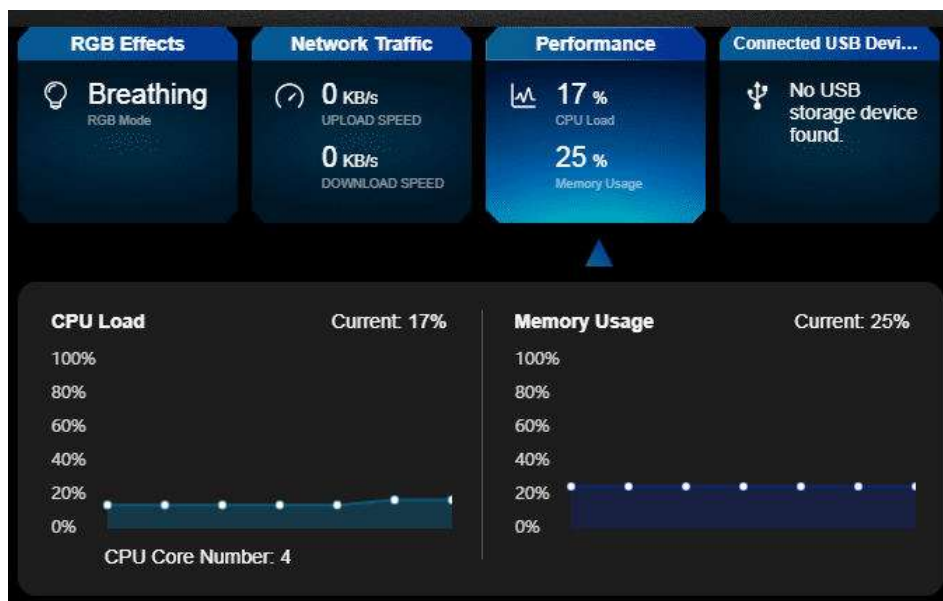 RGB Effects
Breathing
RGB Mode
Network Traffic
0 KB/s
UPLOAD SPEED
0 KB/s
DOWNLOAD SPEED
Performance
17 %
CPU Load
25 %
Memory Usage
Connected USB Devi...
No USB
storage device
found.
CPU Load
Current: 17%
100%
80%
60%
40%
20%
0%
CPU Core Number: 4
Memory Usage
Current: 25%
100%
80%
60%
40%
20%
0%